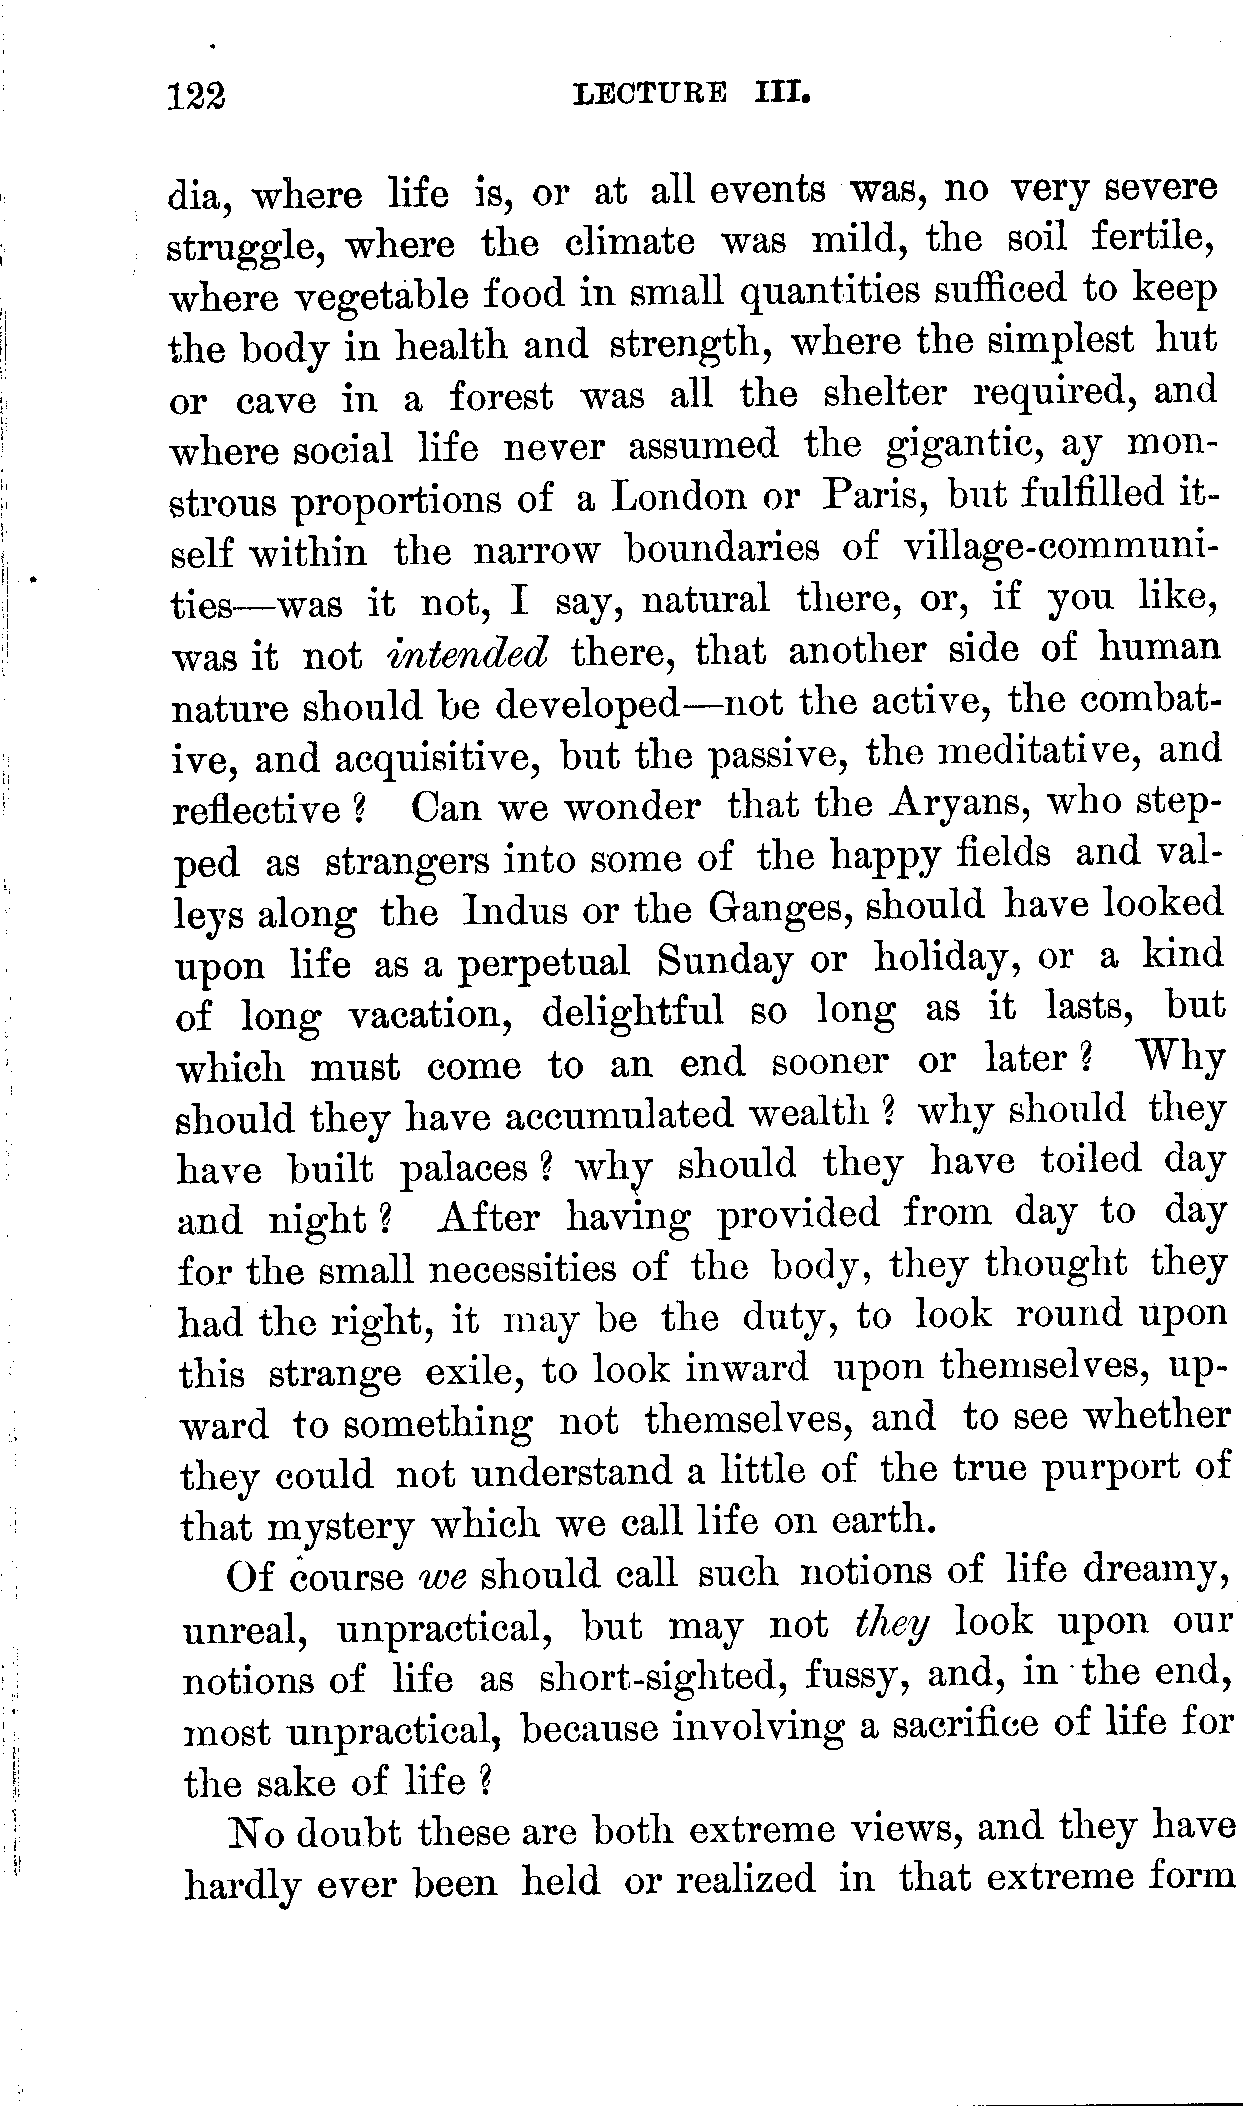 122 LECTURE III.
dia, where life is, or at all events was, no very severe
struggle, where the climate was mild, the soil fertile,
where vegetable food in small quantities sufficed to keep
the body in health and strength, where the simplest hut
or cave in a forest was all the shelter required, and
where social life never assumed the gigantic, ay mon-
strous proportions of a London or Paris, but fulfilled it-
self within the narrow boundaries of village-communi-
ties—was it not, I say, natural there, or, if you like,
was it not intended there, that another side of human
nature should be developed—not the active, the combat-
ive, and acquisitive, but the passive, the meditative, and
reflective ? Can we wonder that the Aryans, who step-
ped as strangers into some of the happy fields and val-
leys along the Indus or the Ganges, should have looked
upon life as a perpetual Sunday or holiday, or a kind
of long vacation, delightful so long as it lasts, but
which must come to an end sooner or later ? Why
should they have accumulated wealth ? why should they
have built palaces ? why should they have toiled day
and night ? After having provided from day to day
for the small necessities of the body, they thought they
had the right, it may be the duty, to look round upon
this strange exile, to look inward upon themselves, up-
ward to something not themselves, and to see whether
they could not understand a little of the true purport of
that mystery which we call life on earth.
Of course we should call such notions of life dreamy,
unreal, unpractical, but may not they look upon our
notions of life as short-sighted, fussy, and, in the end,
most unpractical, because involving a sacrifice of life for
the sake of life ?
No doubt these are both extreme views, and they have
hardly ever been held or realized in that extreme form